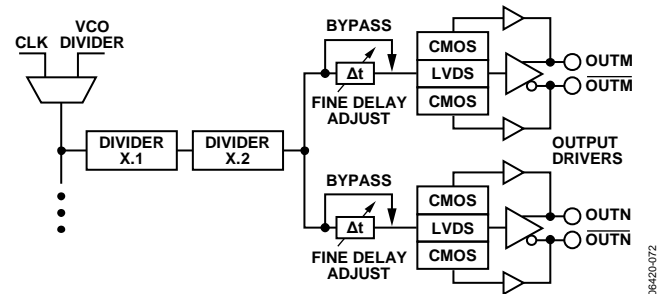 CLK
VCO
DIVIDER
DIVIDER
X.1
DIVIDER
X.2
BYPASS
Δt
FINE DELAY
ADJUST
CMOS
LVDS
CMOS
OUTM
OUTM
OUTPUT
DRIVERS
BYPASS
Δt
FINE DELAY
ADJUST
CMOS
LVDS
CMOS
OUTN
OUTN
06420-072